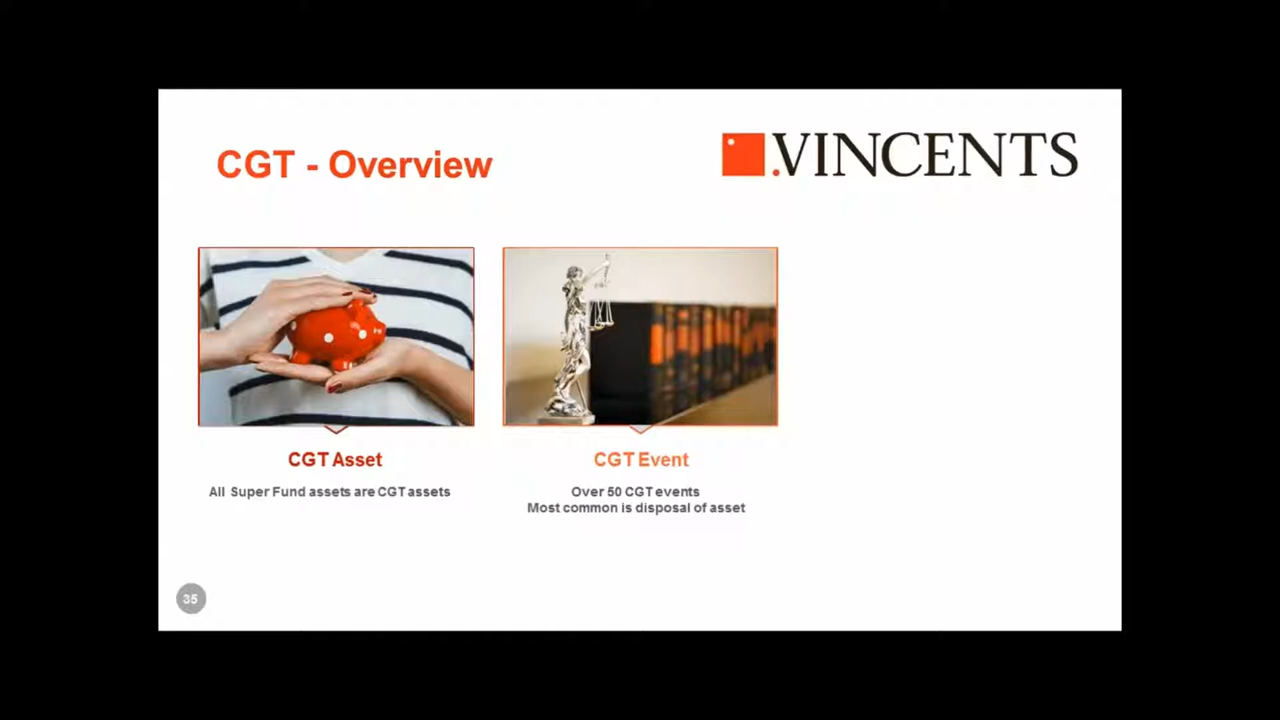 CGT - Overview
.VINCENTS
CGT Asset
All Super Fund assets are CGT assets
CGT Event
Over 50 CGT events
Most common is disposal of asset
35